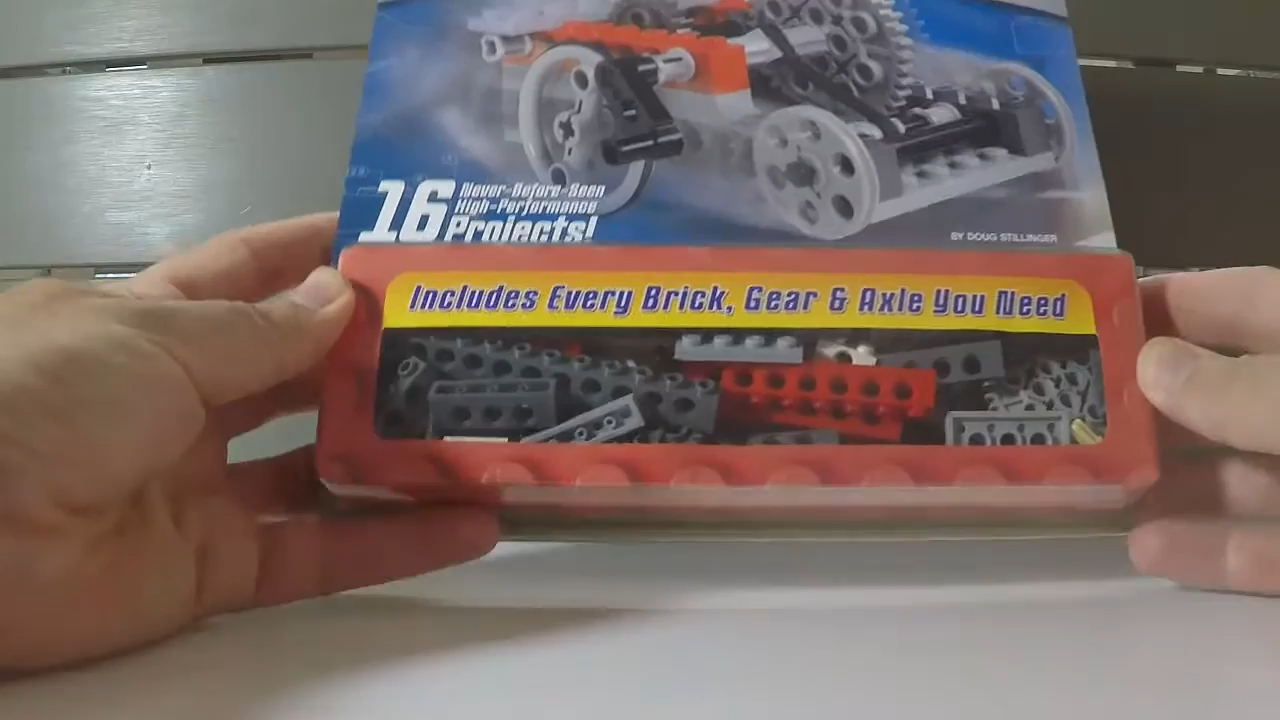 16
Never-Before-Seen
High-Performance
Projects!
BY DOUG STILLINGER
Includes Every Brick, Gear & Axle You Need